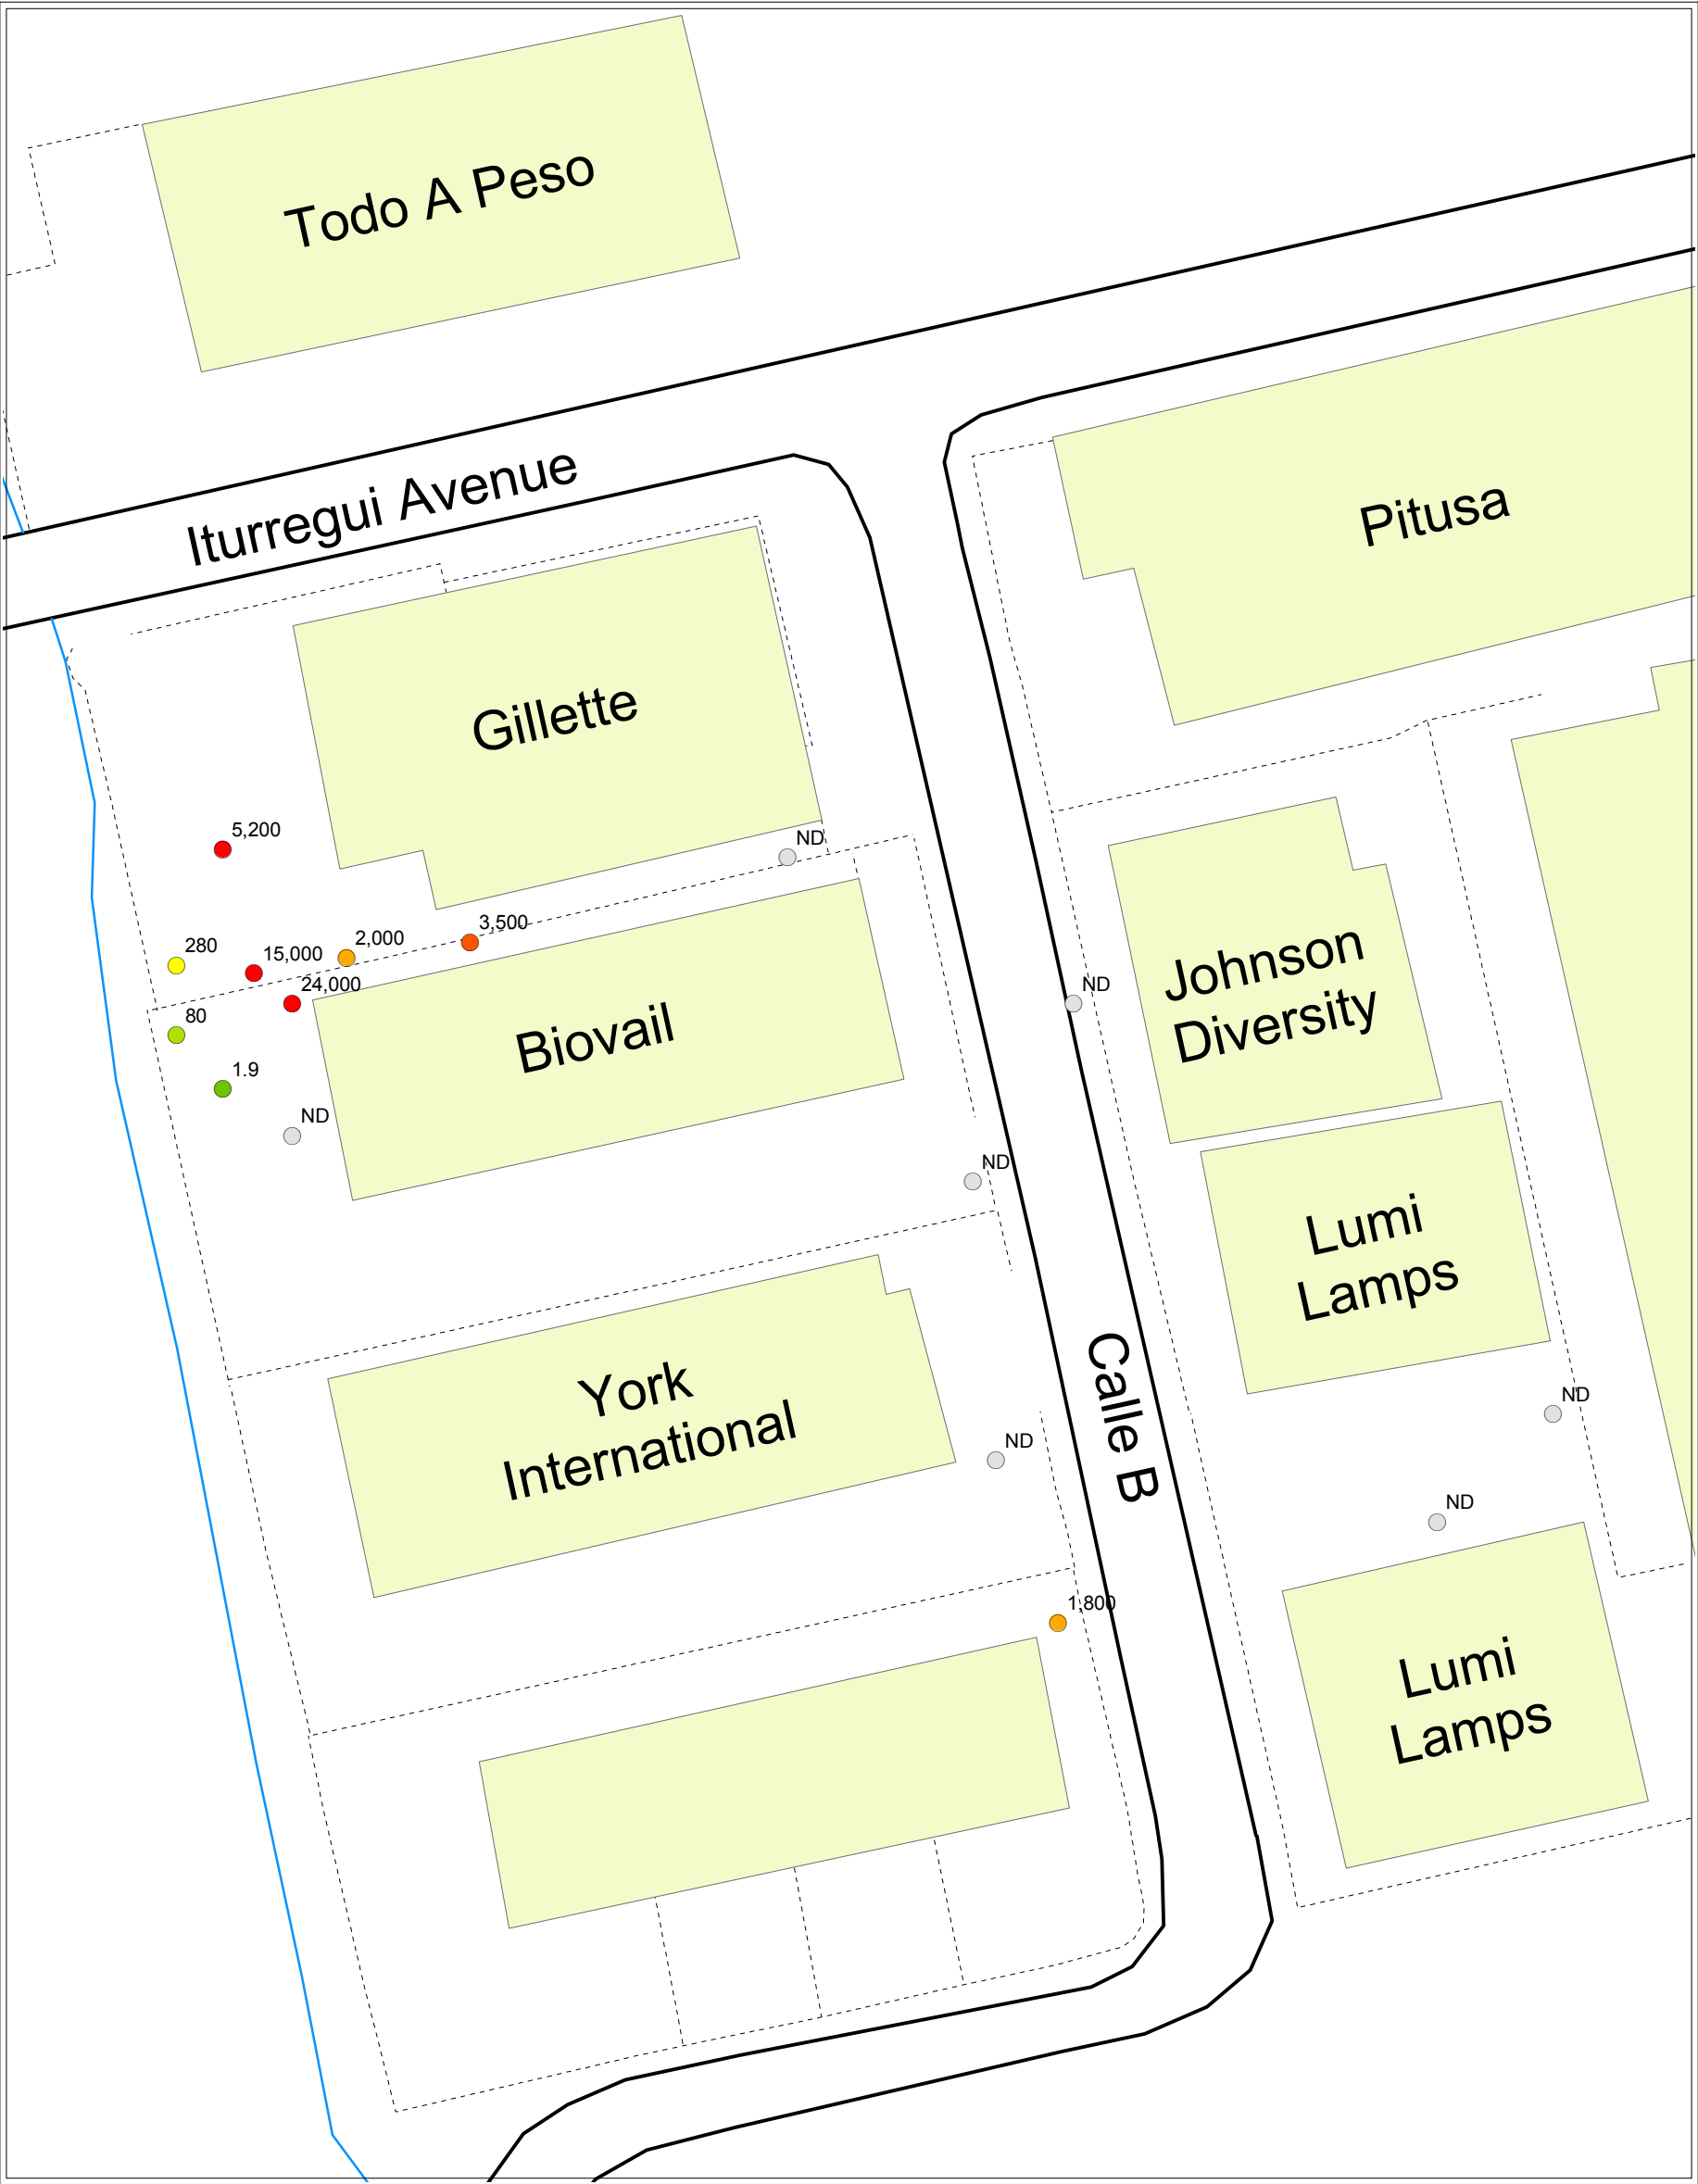 Todo A Peso
Iturregui Avenue
Pitusa
Gillette
5,200
ND
3,500
2,000
280
15,000
24,000
80
1.9
ND
Biovail
ND
Johnson
Diversity
ND
Lumi
Lamps
York
International
Calle B
ND
ND
ND
1,800
Lumi
Lamps